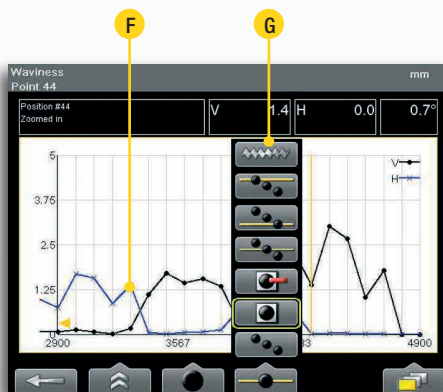 F G
Waviness mm
Point 44
Position #44
Zoomed in
V 1.4 H 0.0 0.7°
5
V
H
3.75
2.5
1.25
2900 3567 33 4900